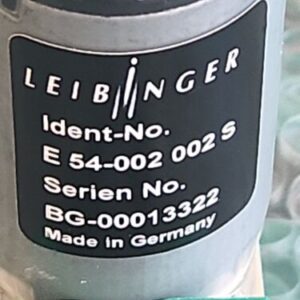 LEIBINGER
Ident-No.
E 54-002 002 S
Serien No.
BG-00013322
Made in Germany